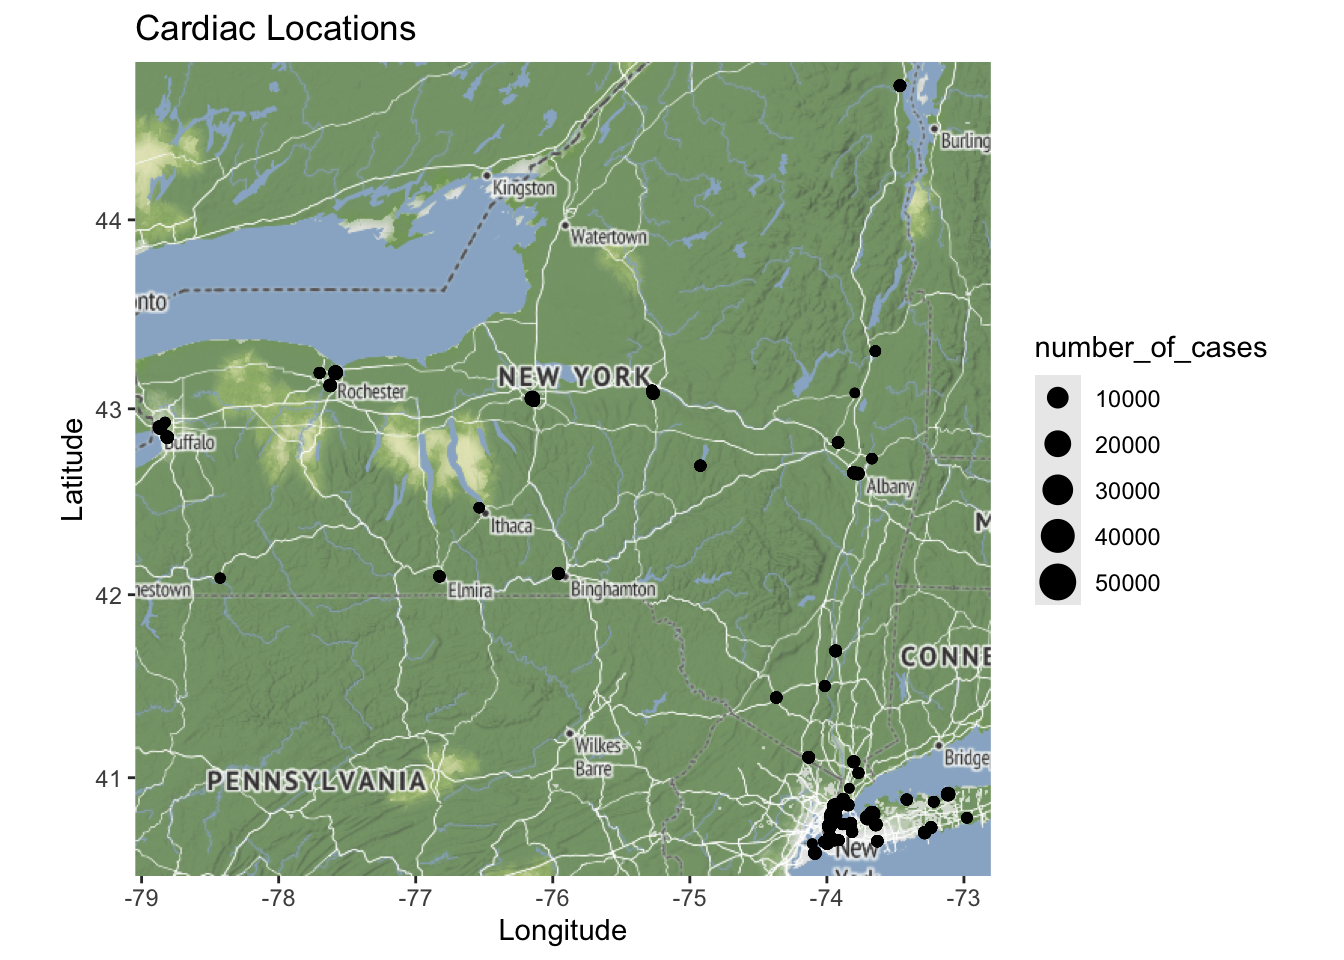 Cardiac Locations
Burling
Kingston
44
Watertown
onto
NEW YORK
Rochester
43
Buffalo
Albany
M
Ithaca
42
nestown
Elmira
Binghamton
CONNE
Wilkes-
Barre
Bridge
41
PENNSYLVANIA
New
York
-79
-78
-77
-76
-75
-74
-73
Longitude
Latitude
number_of_cases
10000
20000
30000
40000
50000